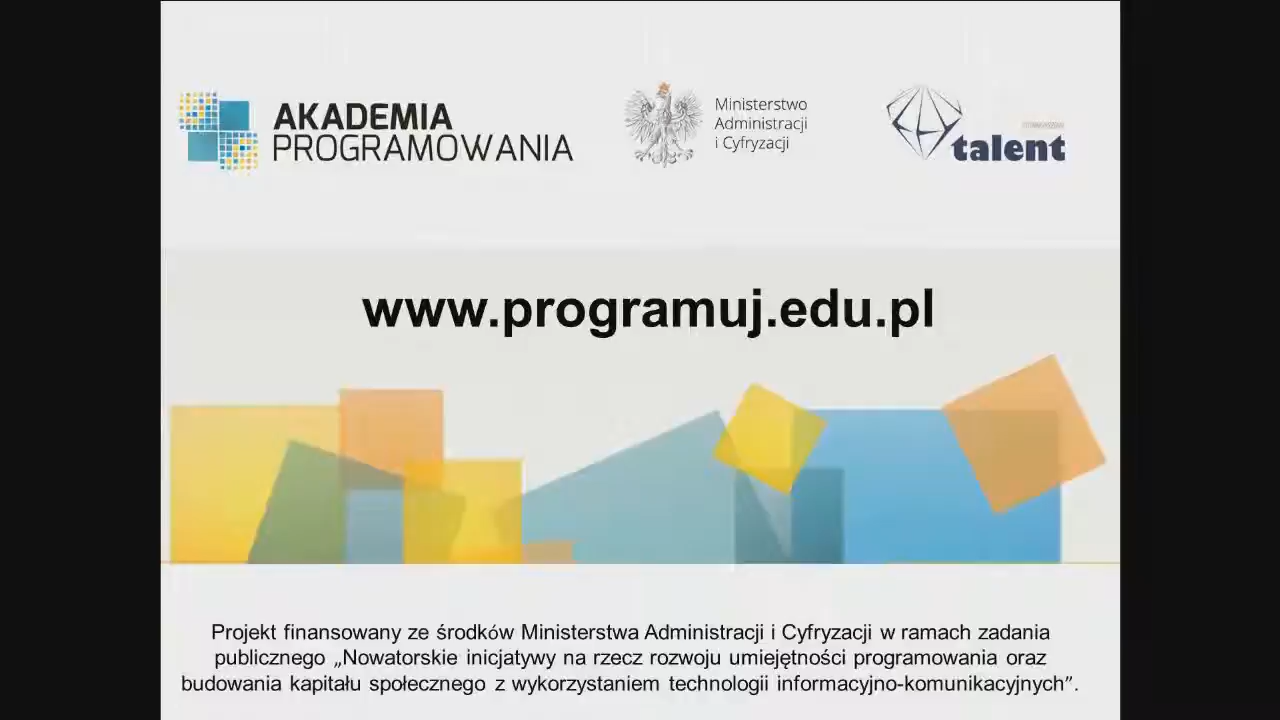 AKADEMIA
PROGRAMOWANIA
Ministerstwo
Administracji
i Cyfryzacji
talent
www.programuj.edu.pl
Projekt finansowany ze środków Ministerstwa Administracji i Cyfryzacji w ramach zadania
publicznego „Nowatorskie inicjatywy na rzecz rozwoju umiejętności programowania oraz
budowania kapitału społecznego z wykorzystaniem technologii informacyjno-komunikacyjnych”.